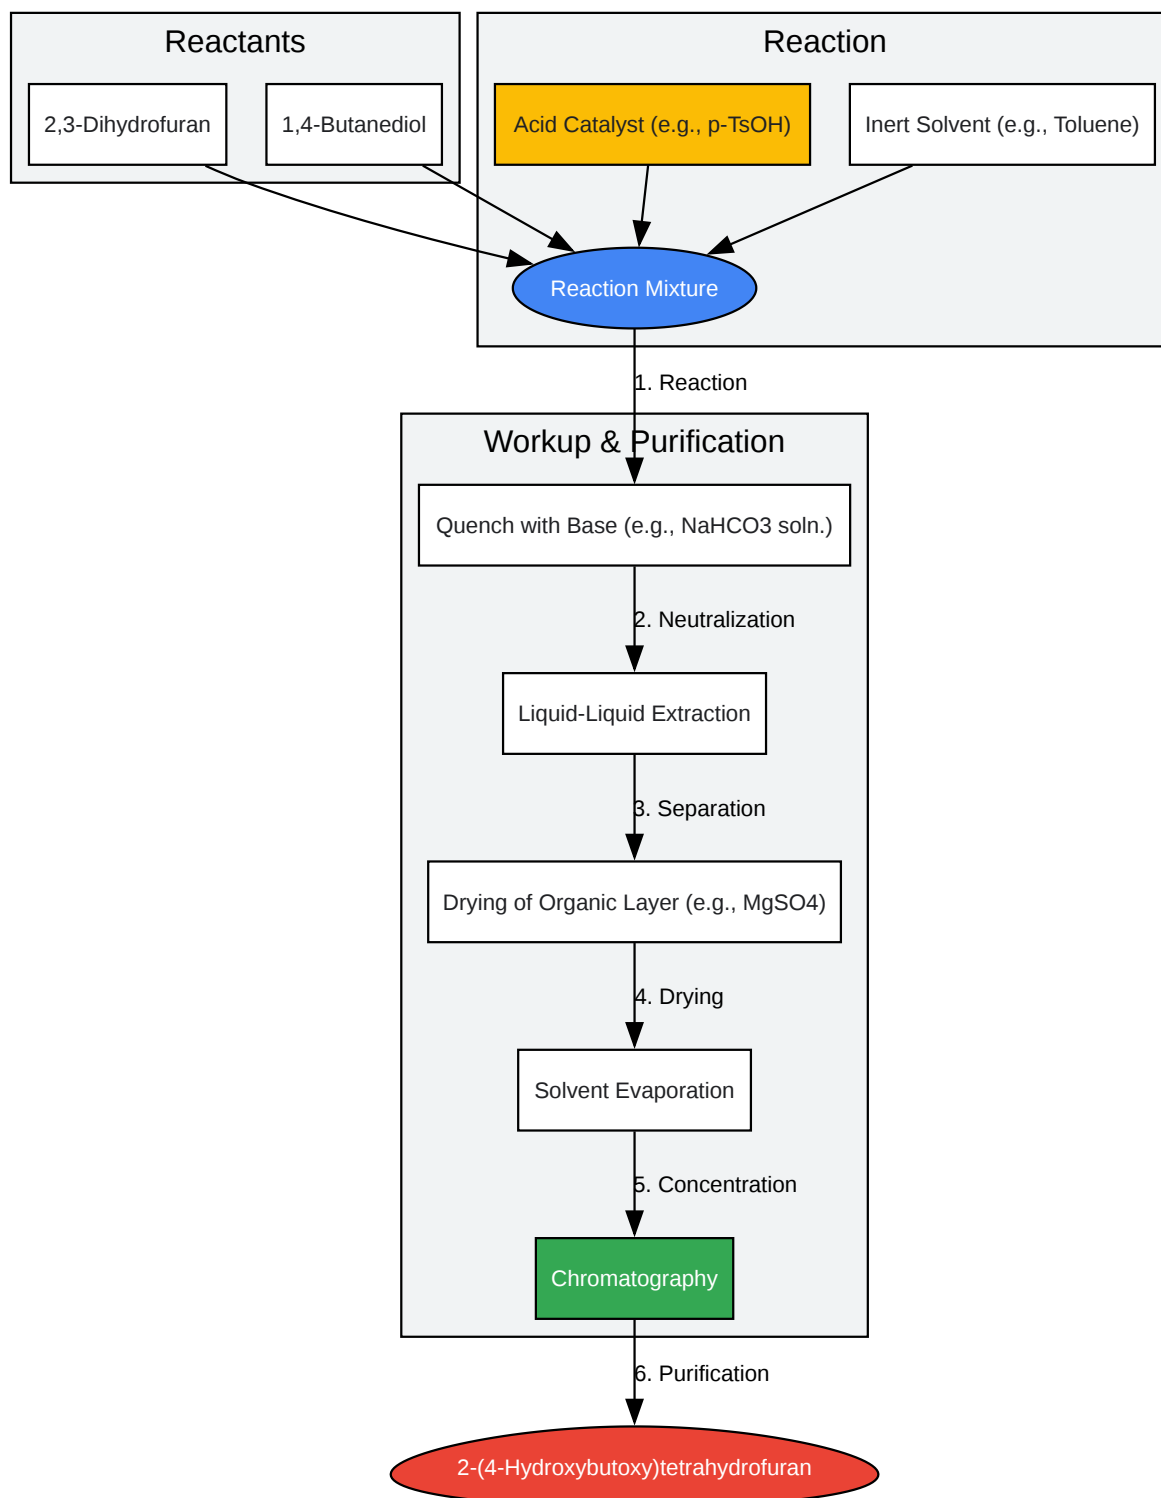 Reactants
Reaction
2,3-Dihydrofuran
1,4-Butanediol
Acid Catalyst (e.g., p-TsOH)
Inert Solvent (e.g., Toluene)
Reaction Mixture
1. Reaction
Workup & Purification
Quench with Base (e.g., NaHCO3 soln.)
2. Neutralization
Liquid-Liquid Extraction
3. Separation
Drying of Organic Layer (e.g., MgSO4)
4. Drying
Solvent Evaporation
5. Concentration
Chromatography
6. Purification
2-(4-Hydroxybutoxy)tetrahydrofuran